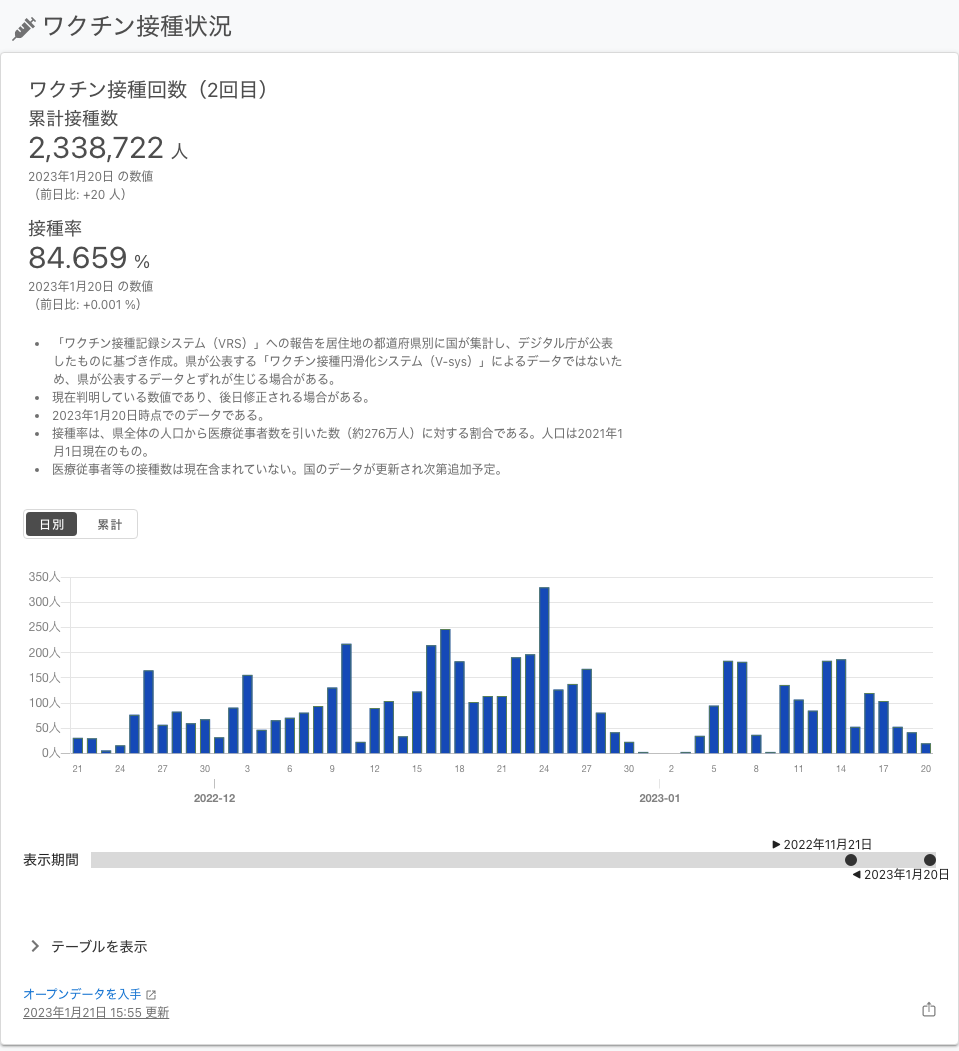 ワクチン接種状況
ワクチン接種回数（2回目）
累計接種数
2,338,722 人
2023年1月20日 の数値
（前日比: +20 人）
接種率
84.659 %
2023年1月20日 の数値
（前日比: +0.001 %）
• 「ワクチン接種記録システム（VRS）」への報告を居住地の都道府県別に国が集計し、デジタル庁が公表
したものに基づき作成。県が公表する「ワクチン接種円滑化システム（V-sys）」によるデータではないた
め、県が公表するデータとずれが生じる場合がある。
• 現在判明している数値であり、後日修正される場合がある。
• 2023年1月20日時点でのデータである。
• 接種率は、県全体の人口から医療従事者数を引いた数（約276万人）に対する割合である。人口は2021年1
月1日現在のもの。
• 医療従事者等の接種数は現在含まれていない。国のデータが更新され次第追加予定。
日別 累計
350人
300人
250人
200人
150人
100人
50人
0人
21 24 27 30 3 6 9 12 15 18 21 24 27 30 2 5 8 11 14 17 20
2022-12 2023-01
▶ 2022年11月21日
表示期間
◀ 2023年1月20日
テーブルを表示
オープンデータを入手
2023年1月21日 15:55 更新